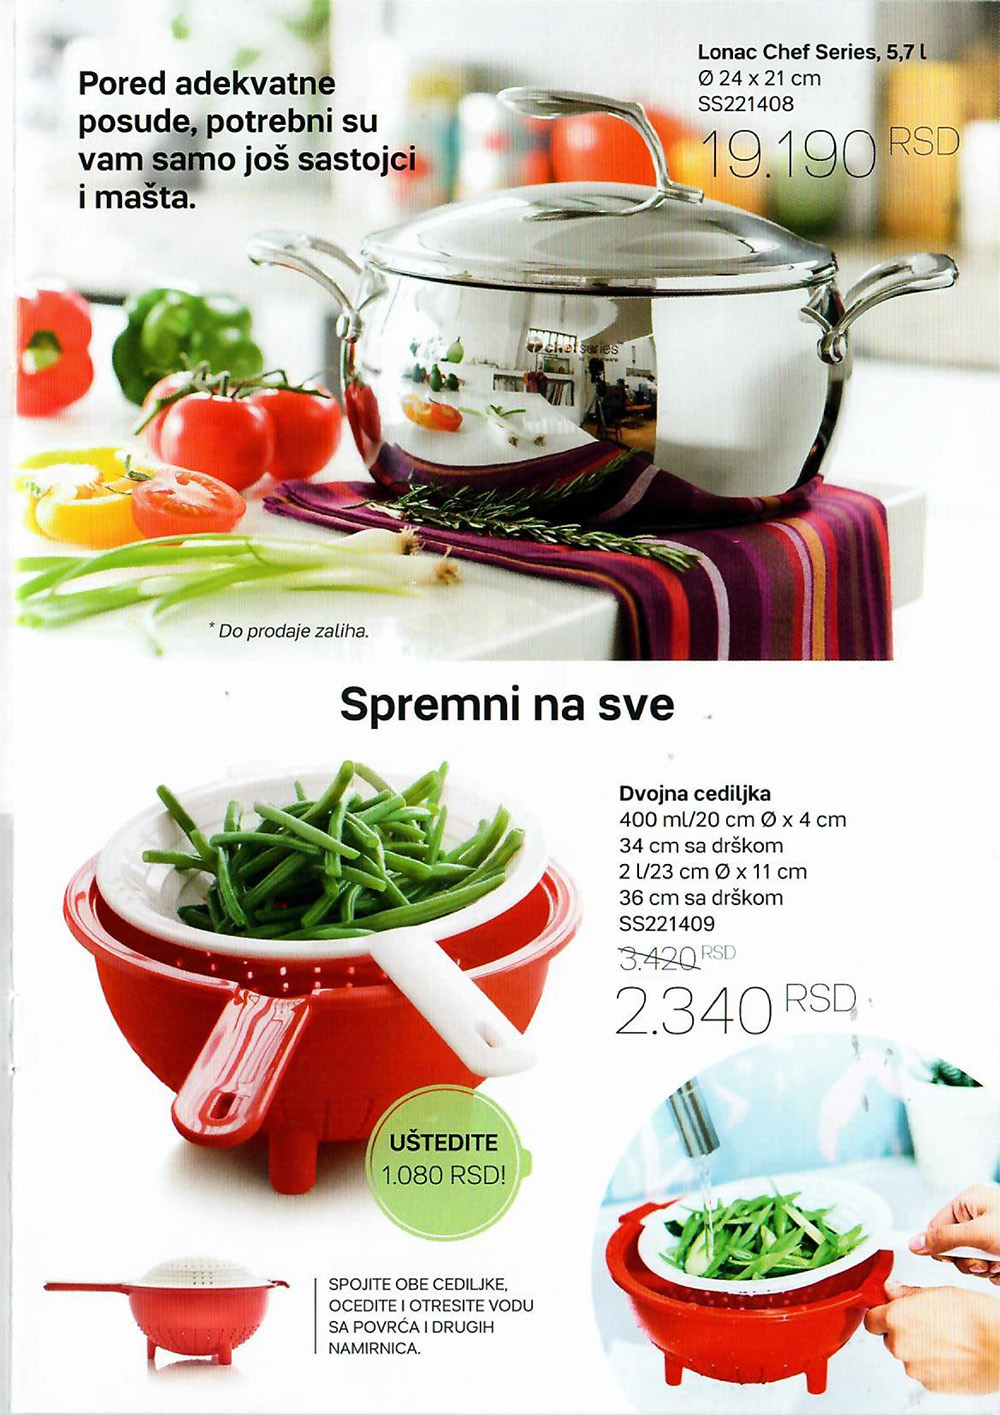 Pored adekvatne
posude, potrebni su
vam samo još sastojci
i mašta.
Lonac Chef Series, 5,7 l
Ø 24 x 21 cm
SS221408
19.190 RSD
chefseries
* Do prodaje zaliha.
Spremni na sve
Dvojna cediljka
400 ml/20 cm Ø x 4 cm
34 cm sa drškom
2 l/23 cm Ø x 11 cm
36 cm sa drškom
SS221409
3.420 RSD
2.340 RSD
UŠTEDITE
1.080 RSD!
SPOJITE OBE CEDILJKE,
OCEDITE I OTRESITE VODU
SA POVRĆA I DRUGIH
NAMIRNICA.